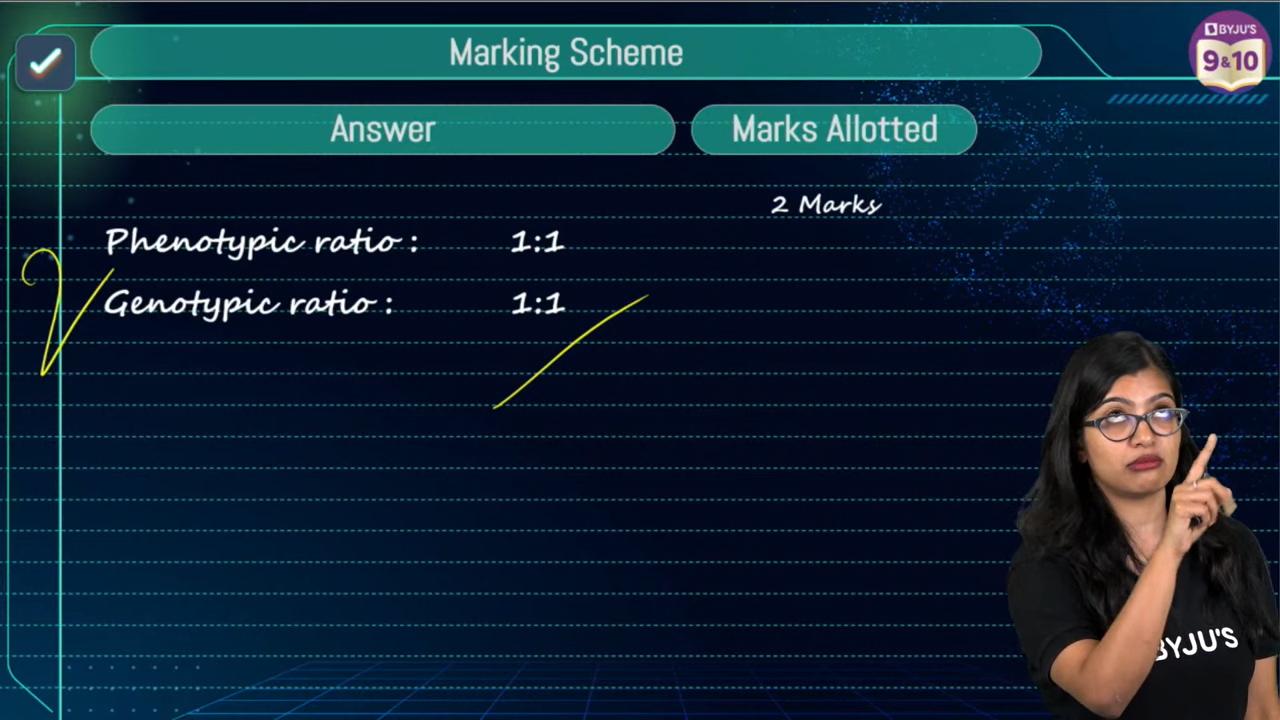 Marking Scheme
BYJU'S
9&10
Answer
Marks Allotted
2 Marks
Phenotypic ratio : 1:1
Genotypic ratio : 1:1
BYJU'S